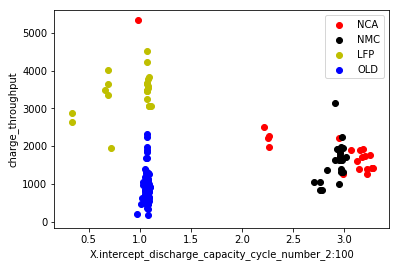 NCA
NMC
LFP
OLD
5000
4000
3000
2000
1000
0
charge_throughput
0.5 1.0 1.5 2.0 2.5 3.0
X.intercept_discharge_capacity_cycle_number_2:100